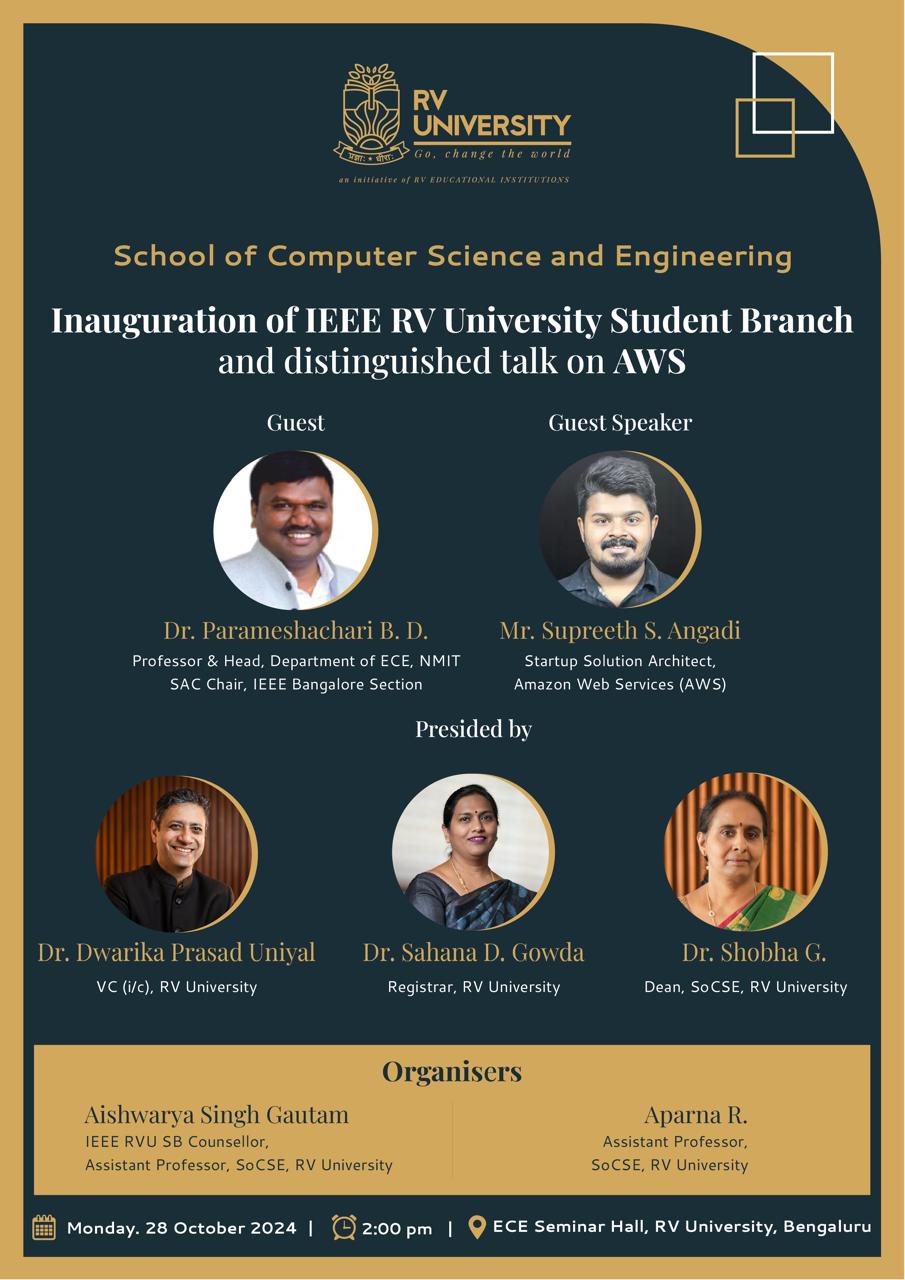 RV
UNIVERSITY
Go, change the world
प्रज्ञाः ★ धीराः
an initiative of RV EDUCATIONAL INSTITUTIONS
School of Computer Science and Engineering
Inauguration of IEEE RV University Student Branch
and distinguished talk on AWS
Guest
Guest Speaker
Dr. Parameshachari B. D.
Mr. Supreeth S. Angadi
Professor & Head, Department of ECE, NMIT
SAC Chair, IEEE Bangalore Section
Startup Solution Architect,
Amazon Web Services (AWS)
Presided by
Dr. Dwarika Prasad Uniyal
Dr. Sahana D. Gowda
Dr. Shobha G.
VC (i/c), RV University
Registrar, RV University
Dean, SoCSE, RV University
Organisers
Aishwarya Singh Gautam
IEEE RVU SB Counsellor,
Assistant Professor, SoCSE, RV University
Aparna R.
Assistant Professor,
SoCSE, RV University
Monday. 28 October 2024 | 2:00 pm | ECE Seminar Hall, RV University, Bengaluru